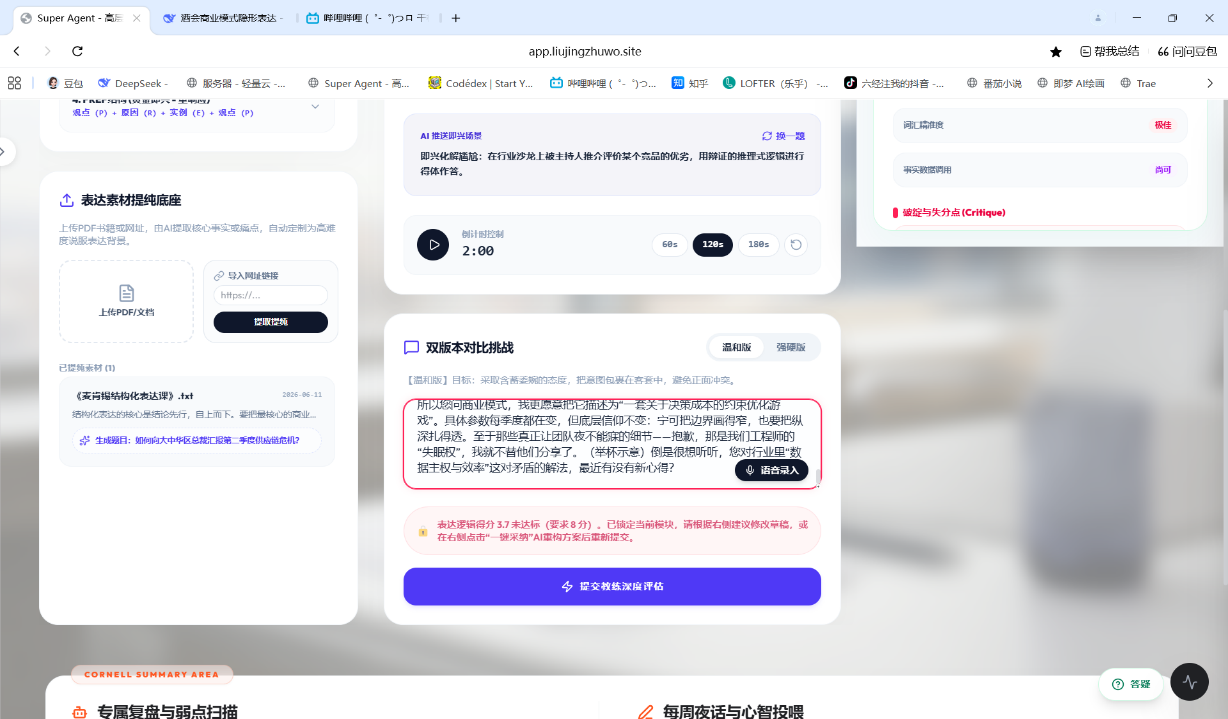 Super Agent - 高层
酒会商业模式隐形表达 -
哔哩哔哩 (゜-゜)つロ 干
app.liujingzhuwo.site
帮我总结
问问豆包
豆包
DeepSeek -
服务器 - 轻量云 -...
Super Agent - 高...
Codédex | Start Y...
哔哩哔哩 (゜-゜)つ...
知乎
LOFTER（乐乎） -...
六经注我的抖音 -...
番茄小说
即梦 AI绘画
Trae
4. PREP结构
观点 (P) + 原因 (R) + 实例 (E) + 观点 (P)
表达素材提纯底座
上传PDF书籍或网址，由AI提取核心事实或痛点，自动定制为高难
度说服表达背景。
上传PDF/文档
导入网址链接
https://...
提取提纯
已提纯素材 (1)
《麦肯锡结构化表达课》.txt
2026-06-11
结构化表达的核心是结论先行，自上而下。要把最核心的商业...
生成题目：如何向大中华区总裁汇报第二季度供应链危机?
AI 推送即兴场景
换一题
即兴化解尴尬：在行业沙龙上被主持人推介评价某个竞品的优劣，用辩证的推理式逻辑进行
得体作答。
倒计时控制
2:00
60s
120s
180s
双版本对比挑战
温和版
强硬版
【温和版】目标：采取含蓄委婉的态度，把意图包裹在客套中，避免正面冲突。
所以您问商业模式，我更愿意把它描述为“一套关于决策成本的约束优化游
戏”。具体参数每季度都在变，但底层信仰不变：宁可把边界画得窄，也要把纵
深扎得透。至于那些真正让团队夜不能寐的细节——抱歉，那是我们工程师的
“失眠权”，我就不替他们分享了。（举杯示意）倒是很想听听，您对行业里“数
据主权与效率”这对矛盾的解法，最近有没有新心得？
语音录入
表达逻辑得分 3.7 未达标（要求 8 分）。已锁定当前模块，请根据右侧建议修改草稿，或
在右侧点击“一键采纳”AI重构方案后重新提交。
提交教练深度评估
词汇精准度
极佳
事实数据调用
尚可
破绽与失分点 (Critique)
CORNELL SUMMARY AREA
专属复盘与弱点扫描
每周夜话与心智投喂
答疑